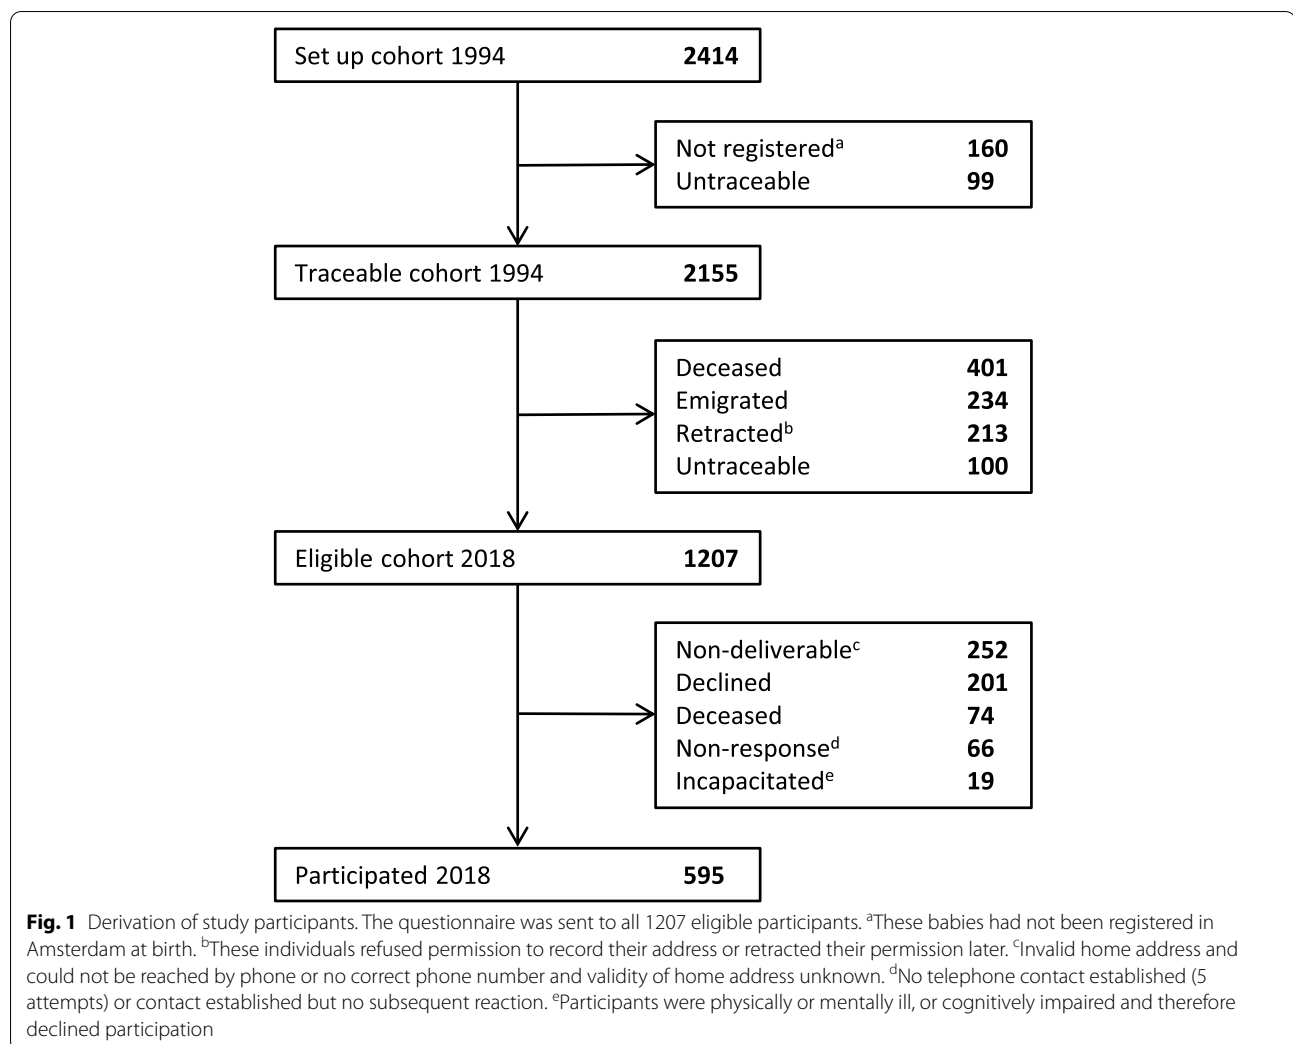 Set up cohort 1994 2414
Not registeredᵃ 160
Untraceable 99
Traceable cohort 1994 2155
Deceased 401
Emigrated 234
Retractedᵇ 213
Untraceable 100
Eligible cohort 2018 1207
Non-deliverableᶜ 252
Declined 201
Deceased 74
Non-responseᵈ 66
Incapacitatedᵉ 19
Participated 2018 595
Fig. 1 Derivation of study participants. The questionnaire was sent to all 1207 eligible participants. ᵃThese babies had not been registered in
Amsterdam at birth. ᵇThese individuals refused permission to record their address or retracted their permission later. ᶜInvalid home address and
could not be reached by phone or no correct phone number and validity of home address unknown. ᵈNo telephone contact established (5
attempts) or contact established but no subsequent reaction. ᵉParticipants were physically or mentally ill, or cognitively impaired and therefore
declined participation